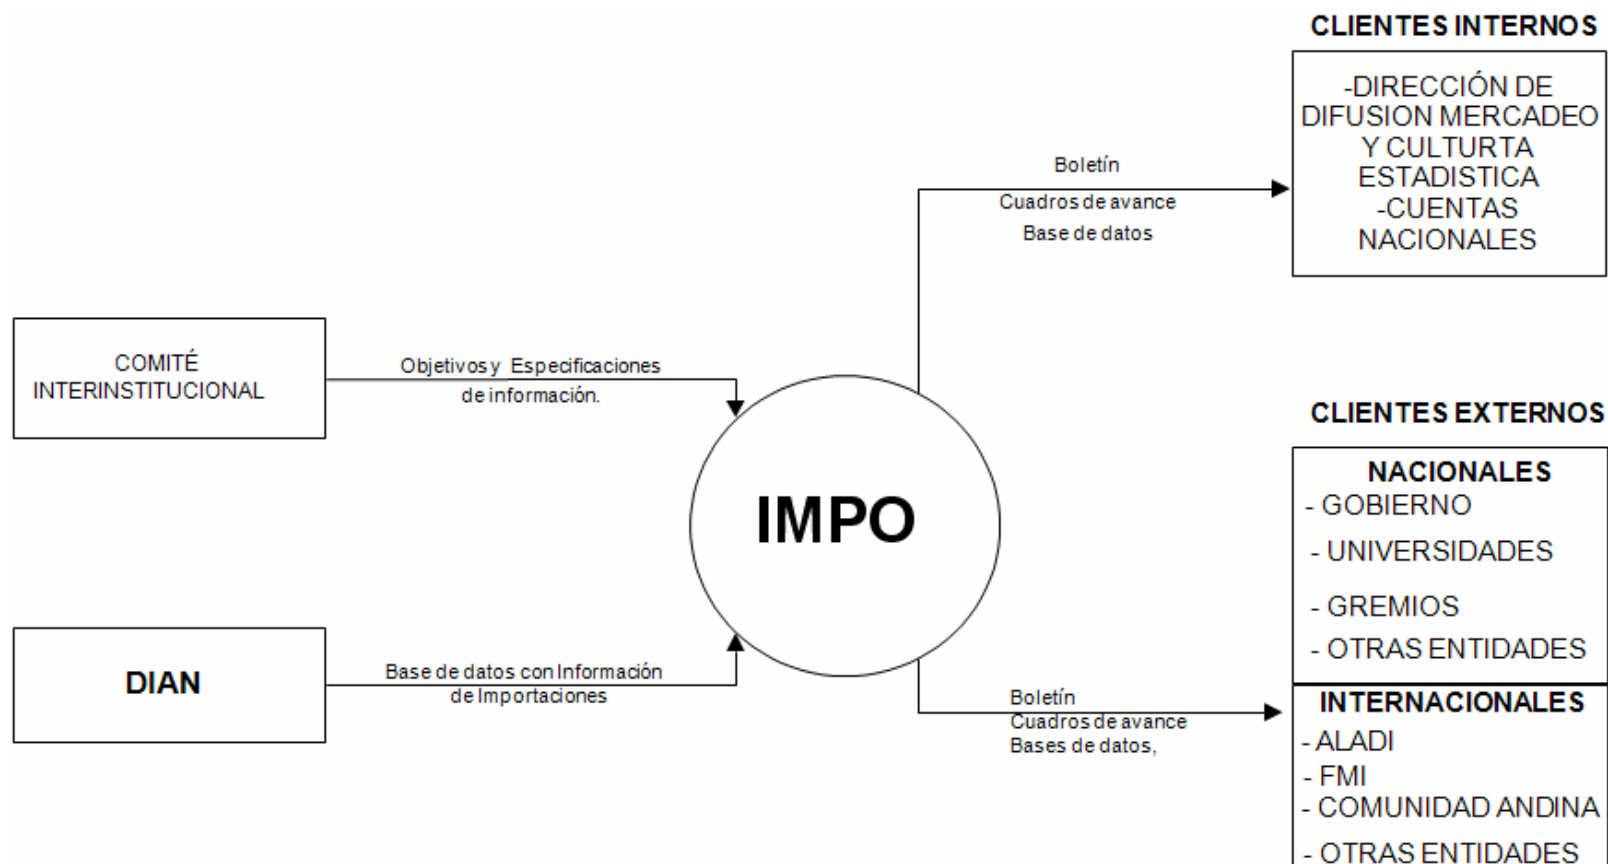 CLIENTES INTERNOS
-DIRECCIÓN DE
DIFUSION MERCADEO
Y CULTURTA
ESTADISTICA
-CUENTAS
NACIONALES
Boletín
Cuadros de avance
Base de datos
COMITÉ
INTERINSTITUCIONAL
Objetivos y Especificaciones
de información.
IMPO
DIAN
Base de datos con Información
de Importaciones
Boletín
Cuadros de avance
Bases de datos,
CLIENTES EXTERNOS
NACIONALES
- GOBIERNO
- UNIVERSIDADES
- GREMIOS
- OTRAS ENTIDADES
INTERNACIONALES
- ALADI
- FMI
- COMUNIDAD ANDINA
- OTRAS ENTIDADES